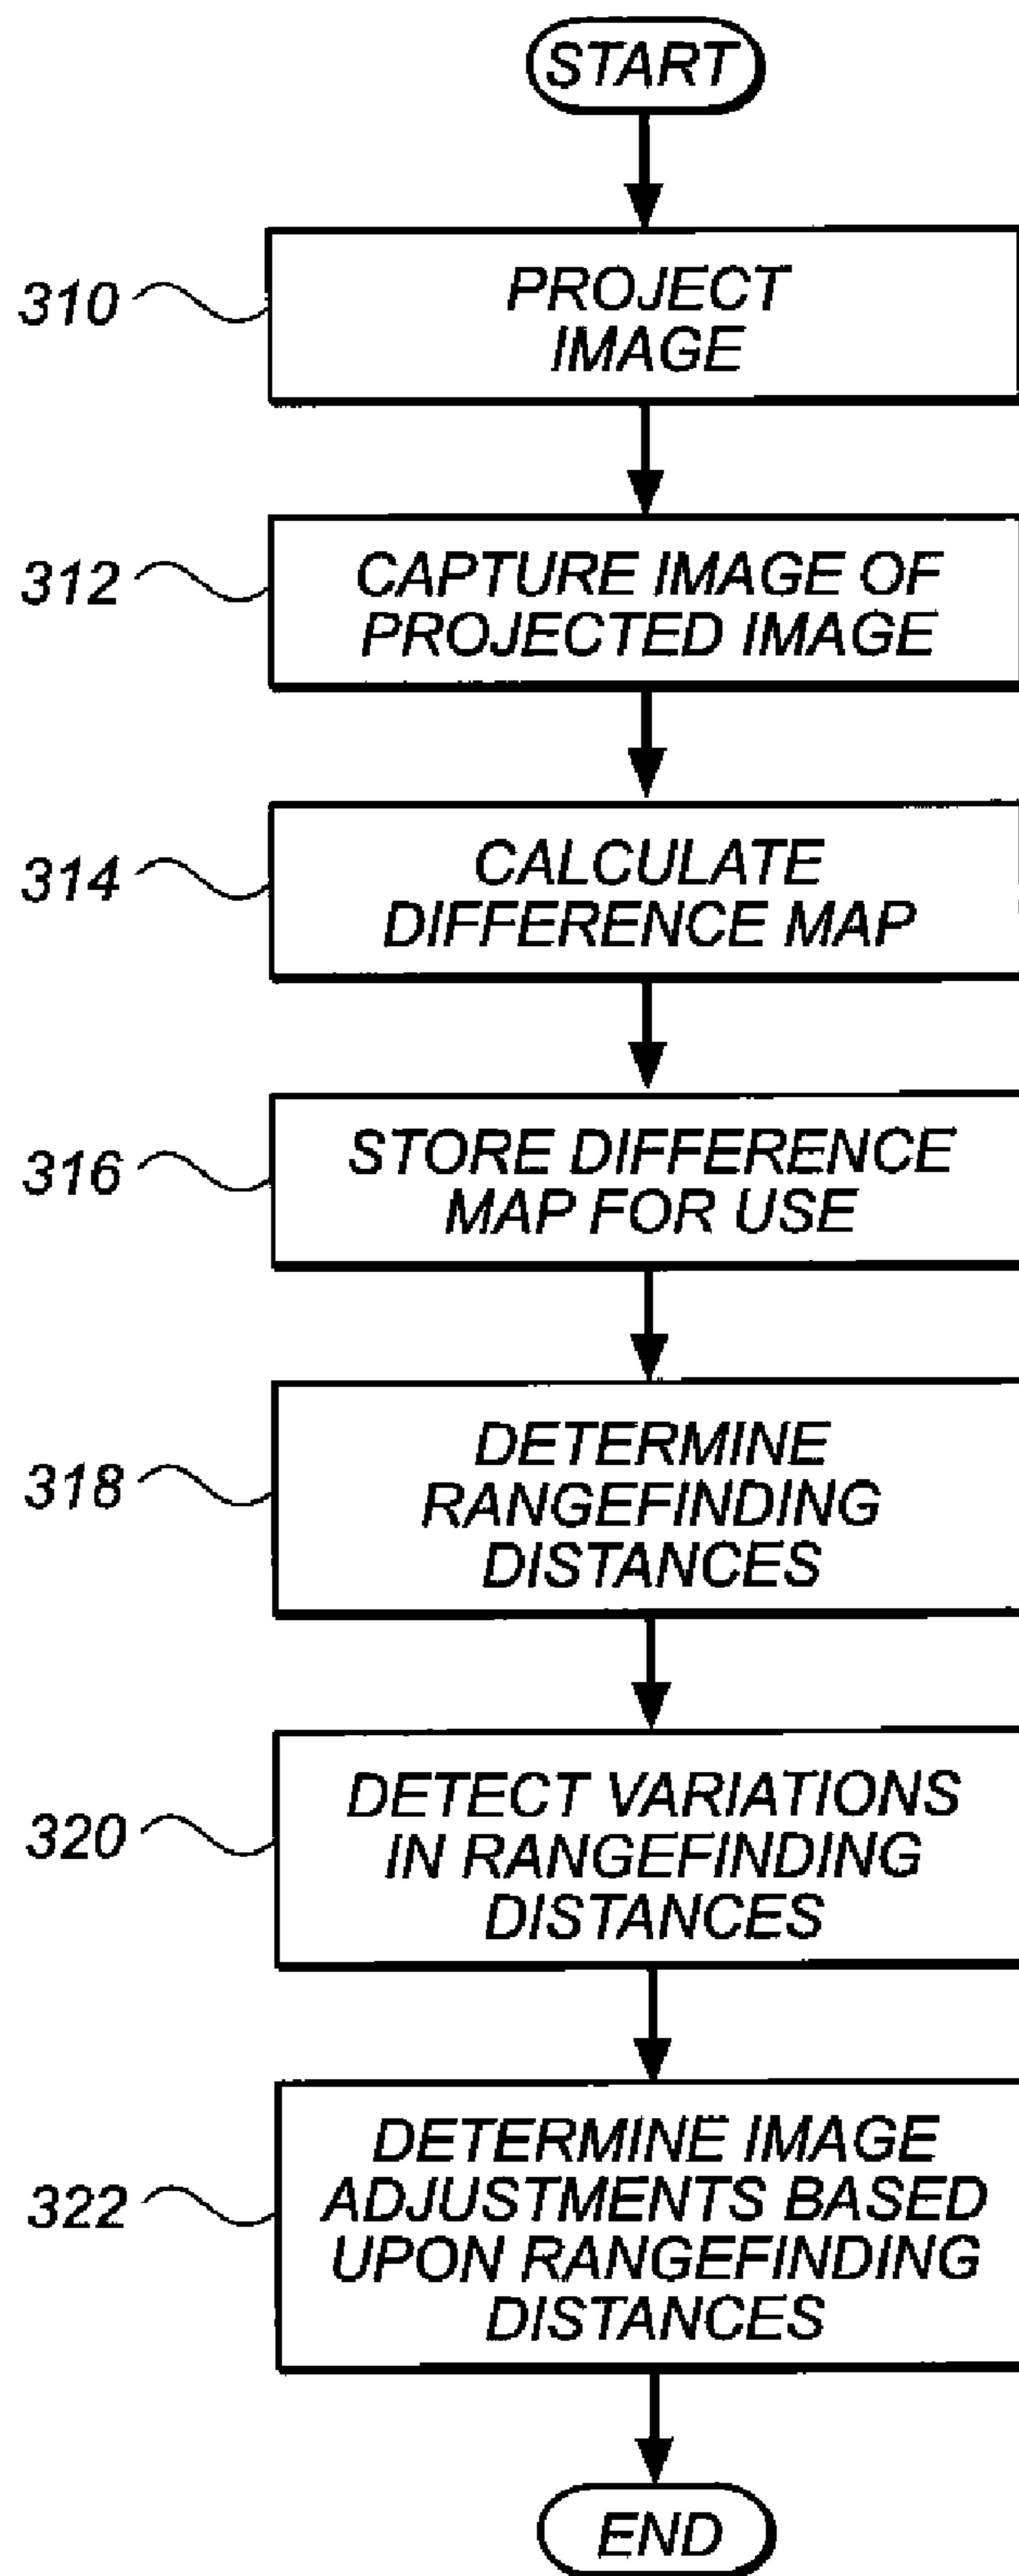 START
310
PROJECT
IMAGE
312
CAPTURE IMAGE OF
PROJECTED IMAGE
314
CALCULATE
DIFFERENCE MAP
316
STORE DIFFERENCE
MAP FOR USE
318
DETERMINE
RANGEFINDING
DISTANCES
320
DETECT VARIATIONS
IN RANGEFINDING
DISTANCES
322
DETERMINE IMAGE
ADJUSTMENTS BASED
UPON RANGEFINDING
DISTANCES
END